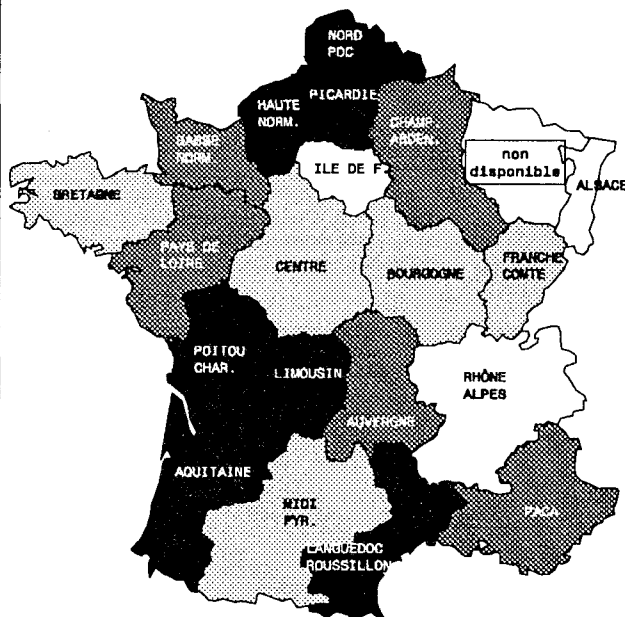 NORD
PDC
PICARDIE
HAUTE
NORM.
CHAMP
ARDEN.
BASSE
NORM.
ILE DE F.
non
disponible
ALSACE
BRETAGNE
PAYS DE
LOIRE
CENTRE
BOURGOGNE
FRANCHE
COMTE
POITOU
CHAR.
LIMOUSIN
RHÔNE
ALPES
AUVERGNE
AQUITAINE
MIDI
PYR.
PACA
LANGUEDOC
ROUSSILLON